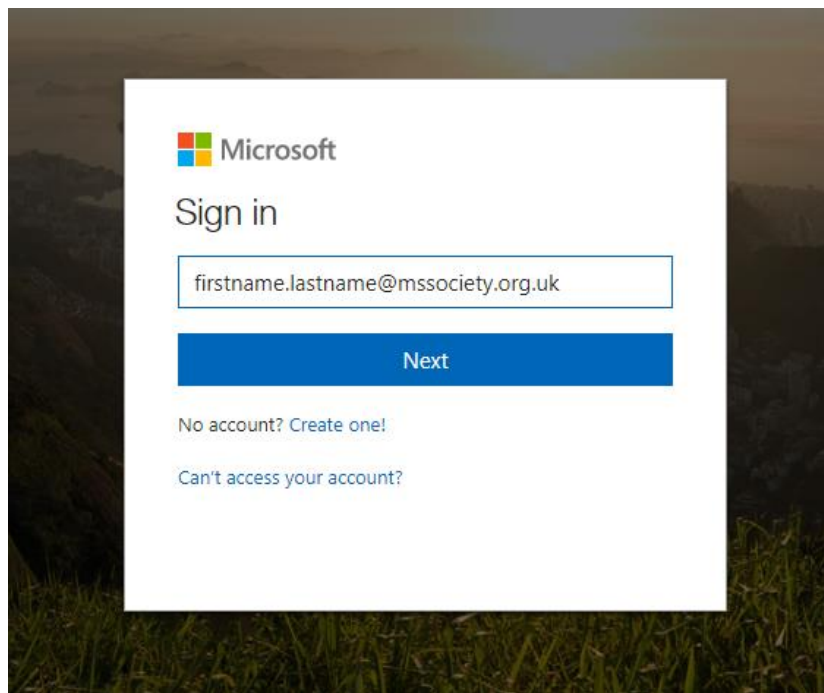 Microsoft
Sign in
firstname.lastname@mssociety.org.uk
Next
No account? Create one!
Can't access your account?